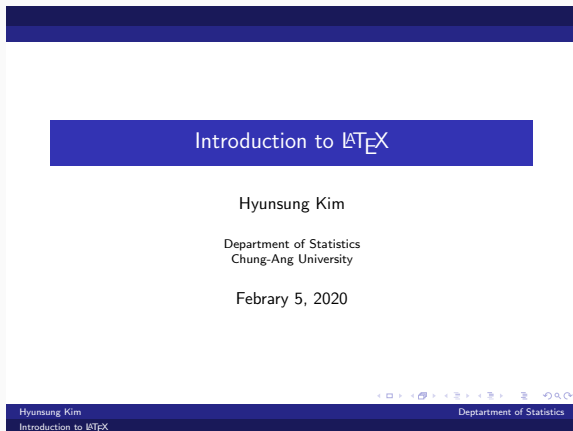 Introduction to LATEX
Hyunsung Kim
Department of Statistics
Chung-Ang University
Febrary 5, 2020
Hyunsung Kim
Deptartment of Statistics
Introduction to LATEX